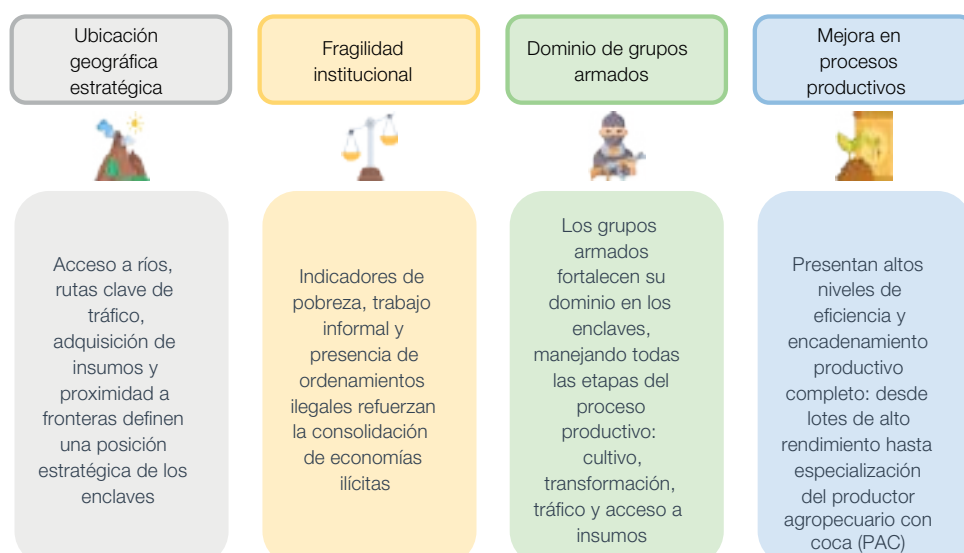 Ubicación
geográfica
estratégica
Fragilidad
institucional
Dominio de grupos
armados
Mejora en
procesos
productivos
Acceso a ríos,
rutas clave de
tráfico,
adquisición de
insumos y
proximidad a
fronteras definen
una posición
estratégica de los
enclaves
Indicadores de
pobreza, trabajo
informal y
presencia de
ordenamientos
ilegales refuerzan
la consolidación
de economías
ilícitas
Los grupos
armados
fortalecen su
dominio en los
enclaves,
manejando todas
las etapas del
proceso
productivo:
cultivo,
transformación,
tráfico y acceso a
insumos
Presentan altos
niveles de
eficiencia y
encadenamiento
productivo
completo: desde
lotes de alto
rendimiento hasta
especialización
del productor
agropecuario con
coca (PAC)